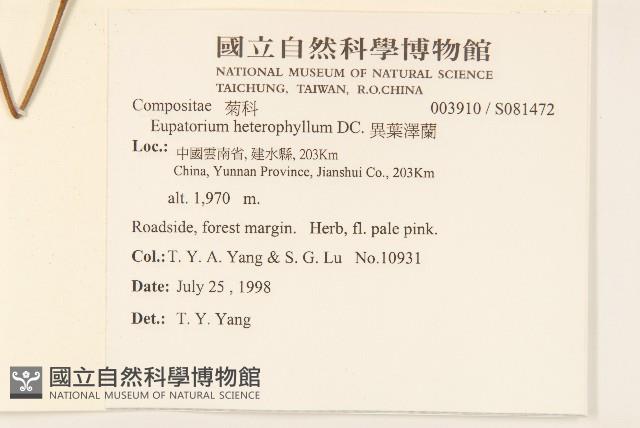 國立自然科學博物館
NATIONAL MUSEUM OF NATURAL SCIENCE
TAICHUNG, TAIWAN, R.O.CHINA
Compositae 菊科 003910 / S081472
Eupatorium heterophyllum DC. 異葉澤蘭
Loc.: 中國雲南省, 建水縣, 203Km
China, Yunnan Province, Jianshui Co., 203Km
alt. 1,970 m.
Roadside, forest margin. Herb, fl. pale pink.
Col.: T. Y. A. Yang & S. G. Lu No.10931
Date: July 25 , 1998
Det.: T. Y. Yang
國立自然科學博物館
NATIONAL MUSEUM OF NATURAL SCIENCE